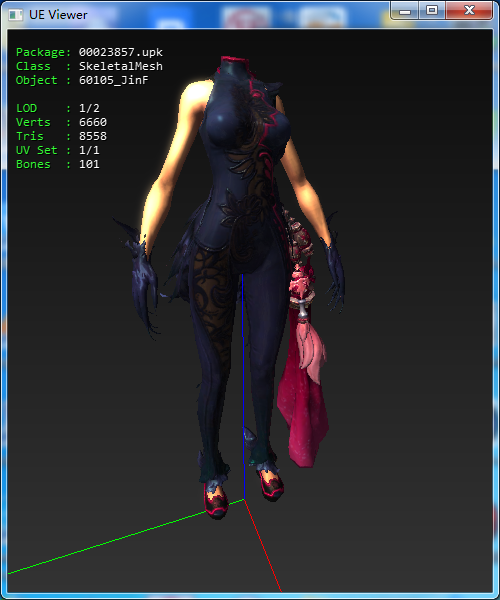 UE Viewer
Package: 00023857.upk
Class : SkeletalMesh
Object : 60105_JinF
LOD : 1/2
Verts : 6660
Tris : 8558
UV Set : 1/1
Bones : 101